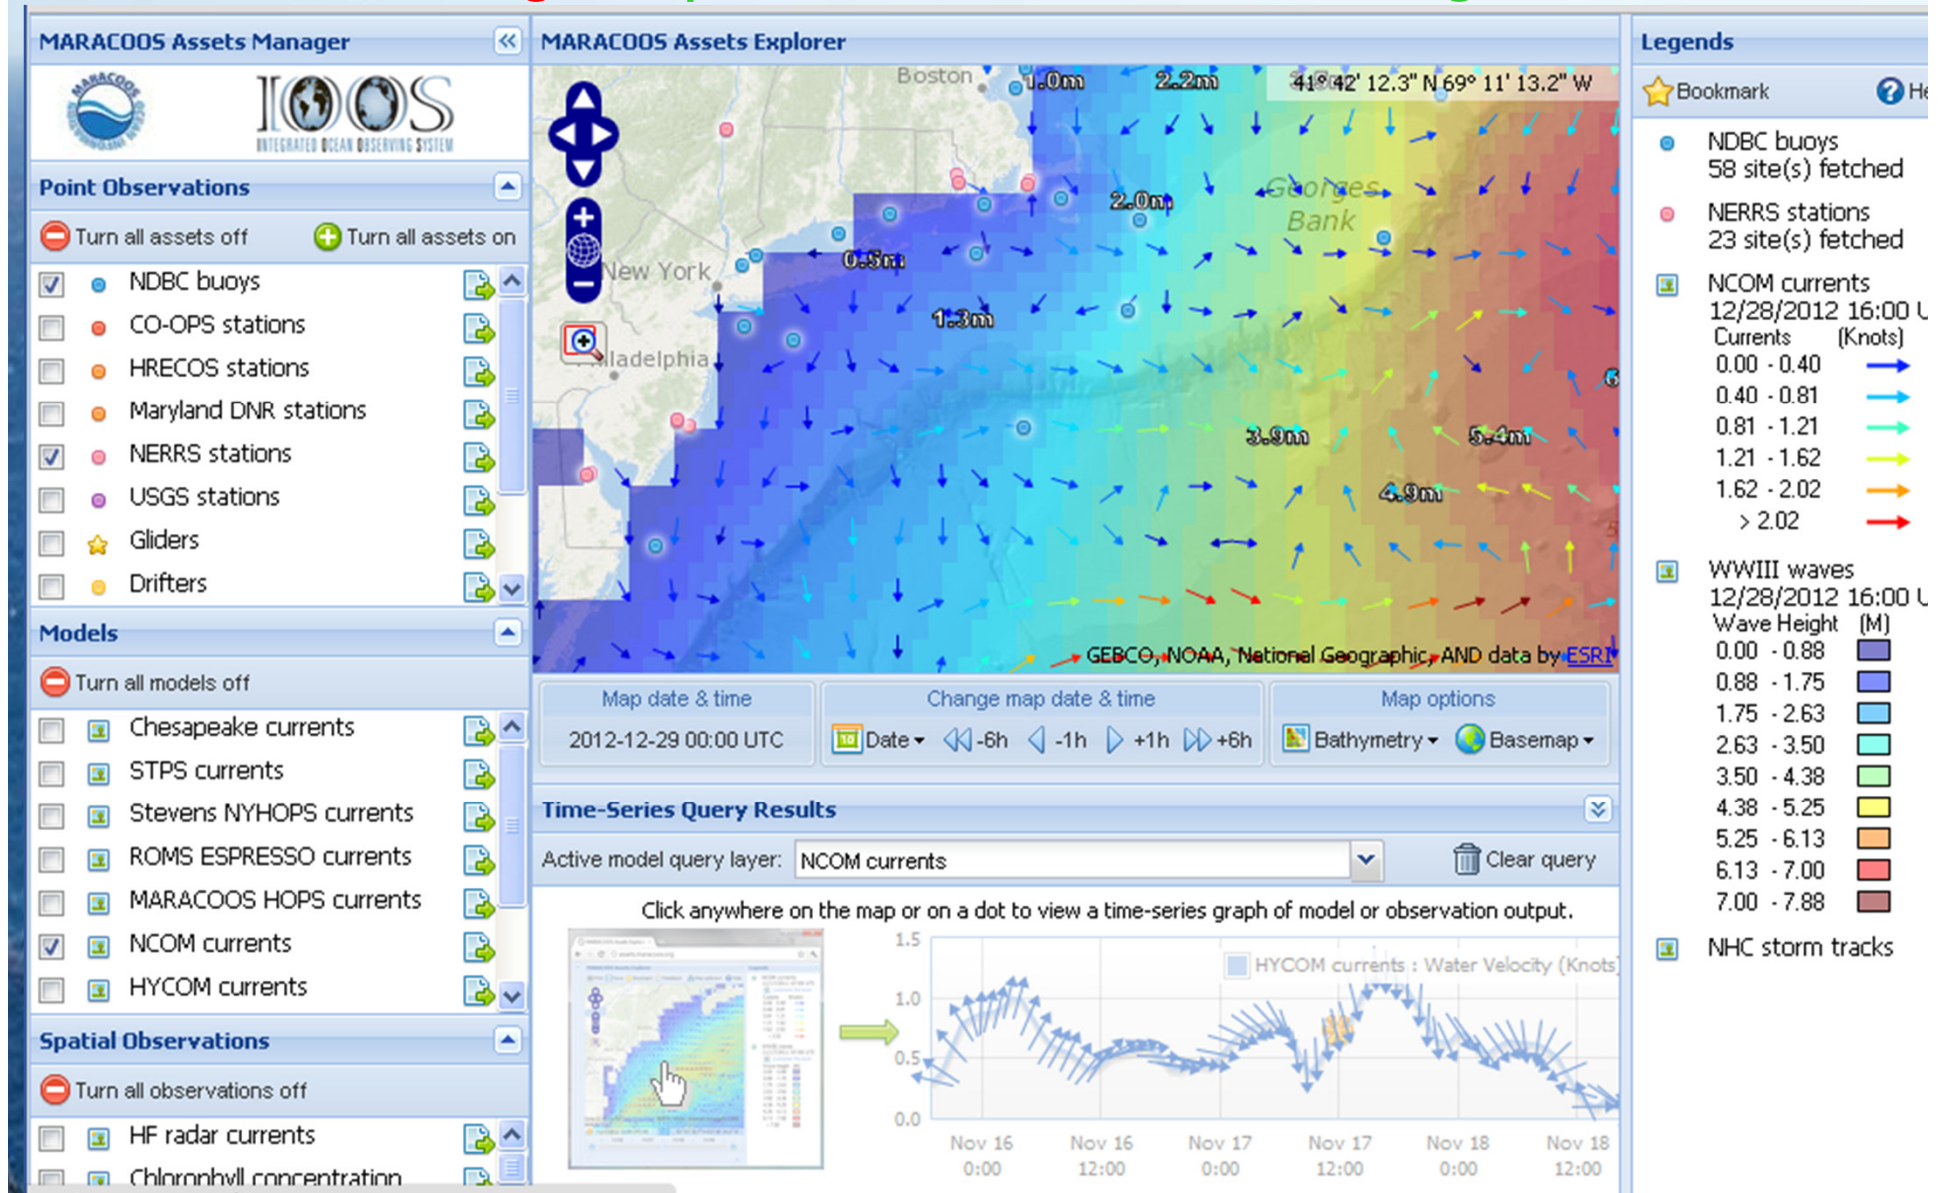 MARACOOS Assets Manager
MARACOOS
IOOS
INTEGRATED OCEAN OBSERVING SYSTEM
Point Observations
Turn all assets off
Turn all assets on
NDBC buoys
CO-OPS stations
HRECOS stations
Maryland DNR stations
NERRS stations
USGS stations
Gliders
Drifters
Models
Turn all models off
Chesapeake currents
STPS currents
Stevens NYHOPS currents
ROMS ESPRESSO currents
MARACOOS HOPS currents
NCOM currents
HYCOM currents
Spatial Observations
Turn all observations off
HF radar currents
Chlorophyll concentration
MARACOOS Assets Explorer
Boston
1.0m
2.2m
41° 42' 12.3" N 69° 11' 13.2" W
2.0m
Georges
Bank
0.5m
New York
1.3m
Philadelphia
3.9m
5.4m
4.9m
GEBCO, NOAA, National Geographic, AND data by ESRI
Map date & time
2012-12-29 00:00 UTC
Change map date & time
Date
-6h
-1h
+1h
+6h
Map options
Bathymetry
Basemap
Time-Series Query Results
Active model query layer:
NCOM currents
Clear query
Click anywhere on the map or on a dot to view a time-series graph of model or observation output.
HYCOM currents : Water Velocity (Knots)
1.5
1.0
0.5
0.0
Nov 16 Nov 16 Nov 17 Nov 17 Nov 18 Nov 18
0:00 12:00 0:00 12:00 0:00 12:00
Legends
Bookmark
He
NDBC buoys
58 site(s) fetched
NERRS stations
23 site(s) fetched
NCOM currents
12/28/2012 16:00 U
Currents (Knots)
0.00 - 0.40
0.40 - 0.81
0.81 - 1.21
1.21 - 1.62
1.62 - 2.02
> 2.02
WWIII waves
12/28/2012 16:00 U
Wave Height (M)
0.00 - 0.88
0.88 - 1.75
1.75 - 2.63
2.63 - 3.50
3.50 - 4.38
4.38 - 5.25
5.25 - 6.13
6.13 - 7.00
7.00 - 7.88
NHC storm tracks